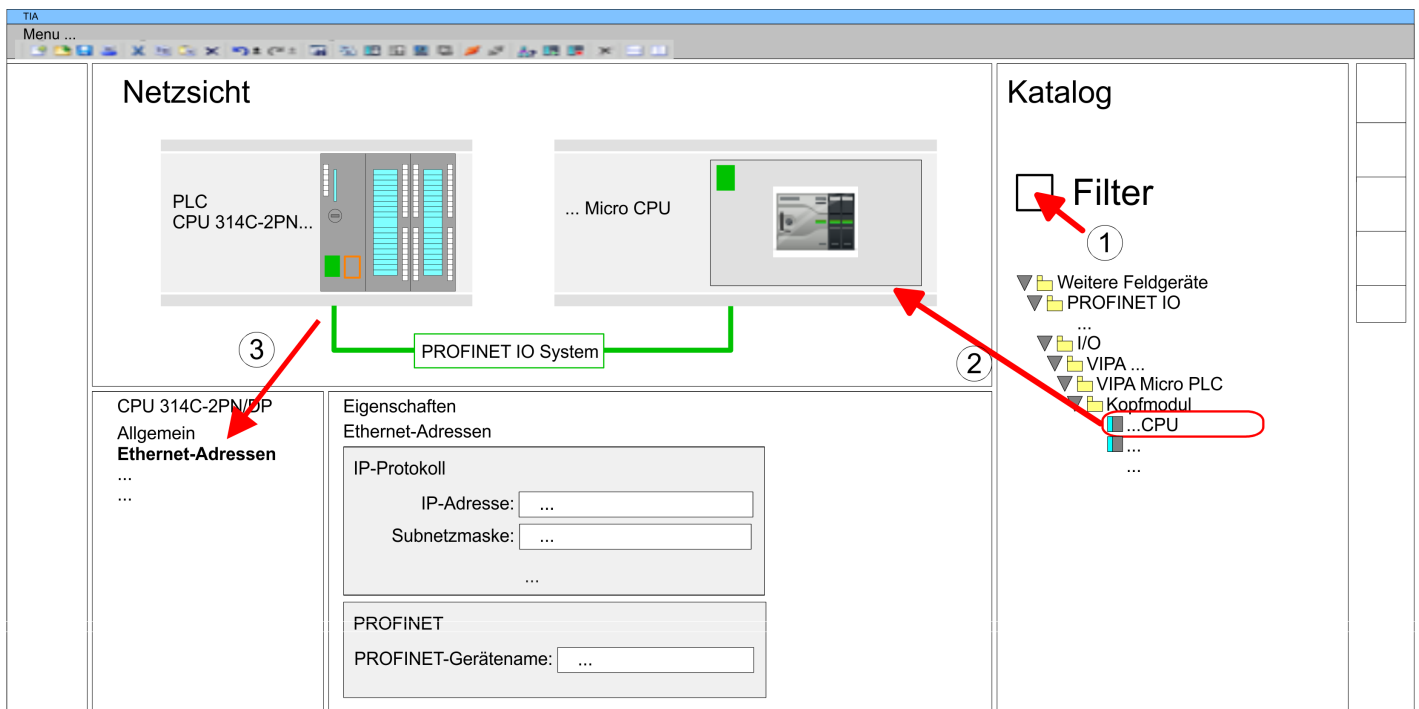 TIA
Menu ...
Netzsicht
PLC
CPU 314C-2PN...
... Micro CPU
PROFINET IO System
3
2
Katalog
Filter
1
Weitere Feldgeräte
PROFINET IO
...
I/O
VIPA ...
VIPA Micro PLC
Kopfmodul
...CPU
...
...
CPU 314C-2PN/DP
Allgemein
Ethernet-Adressen
...
...
Eigenschaften
Ethernet-Adressen
IP-Protokoll
IP-Adresse: ...
Subnetzmaske: ...
...
PROFINET
PROFINET-Gerätename: ...